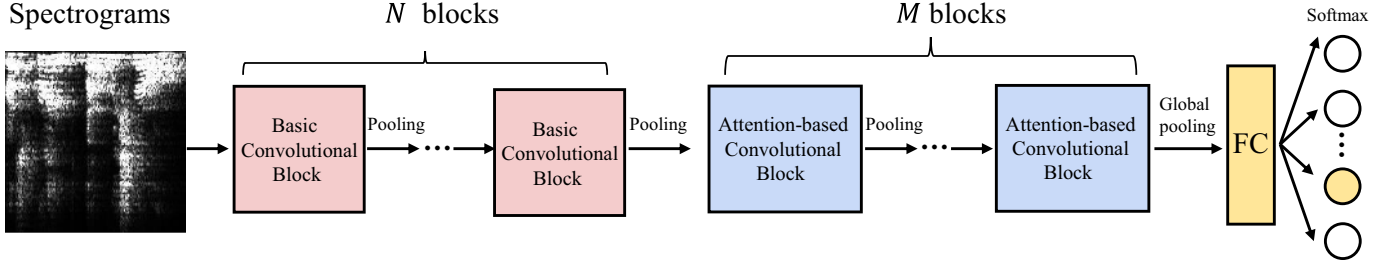 Spectrograms
N blocks
M blocks
Softmax
Basic
Convolutional
Block
Pooling
Basic
Convolutional
Block
Pooling
Attention-based
Convolutional
Block
Pooling
Attention-based
Convolutional
Block
Global
pooling
FC